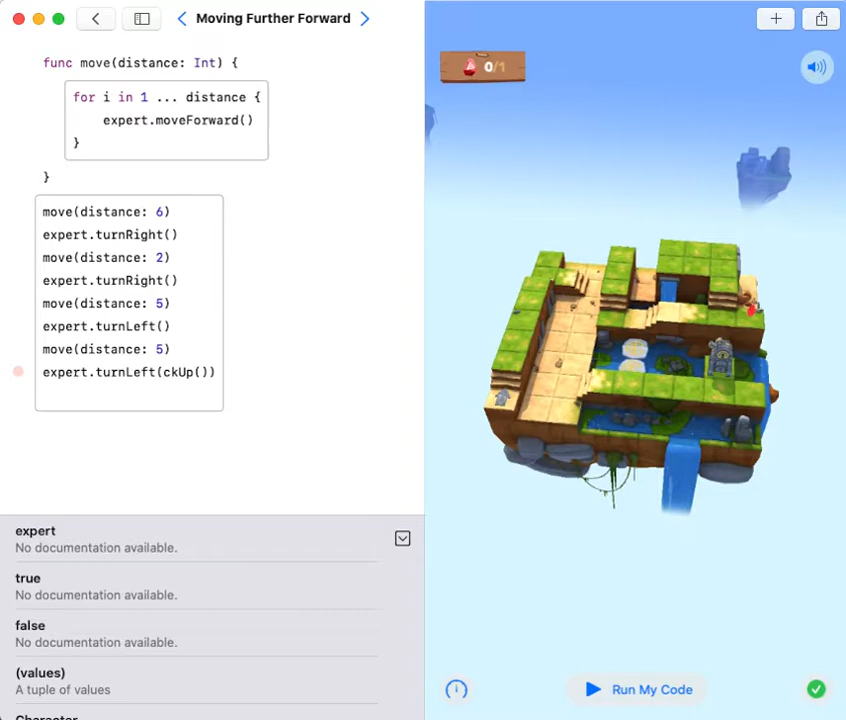 Moving Further Forward
func move(distance: Int) {
for i in 1 ... distance {
expert.moveForward()
}
}
move(distance: 6)
expert.turnRight()
move(distance: 2)
expert.turnRight()
move(distance: 5)
expert.turnLeft()
move(distance: 5)
expert.turnLeft(ckUp())
expert
No documentation available.
true
No documentation available.
false
No documentation available.
(values)
A tuple of values
Character
0/1
Run My Code